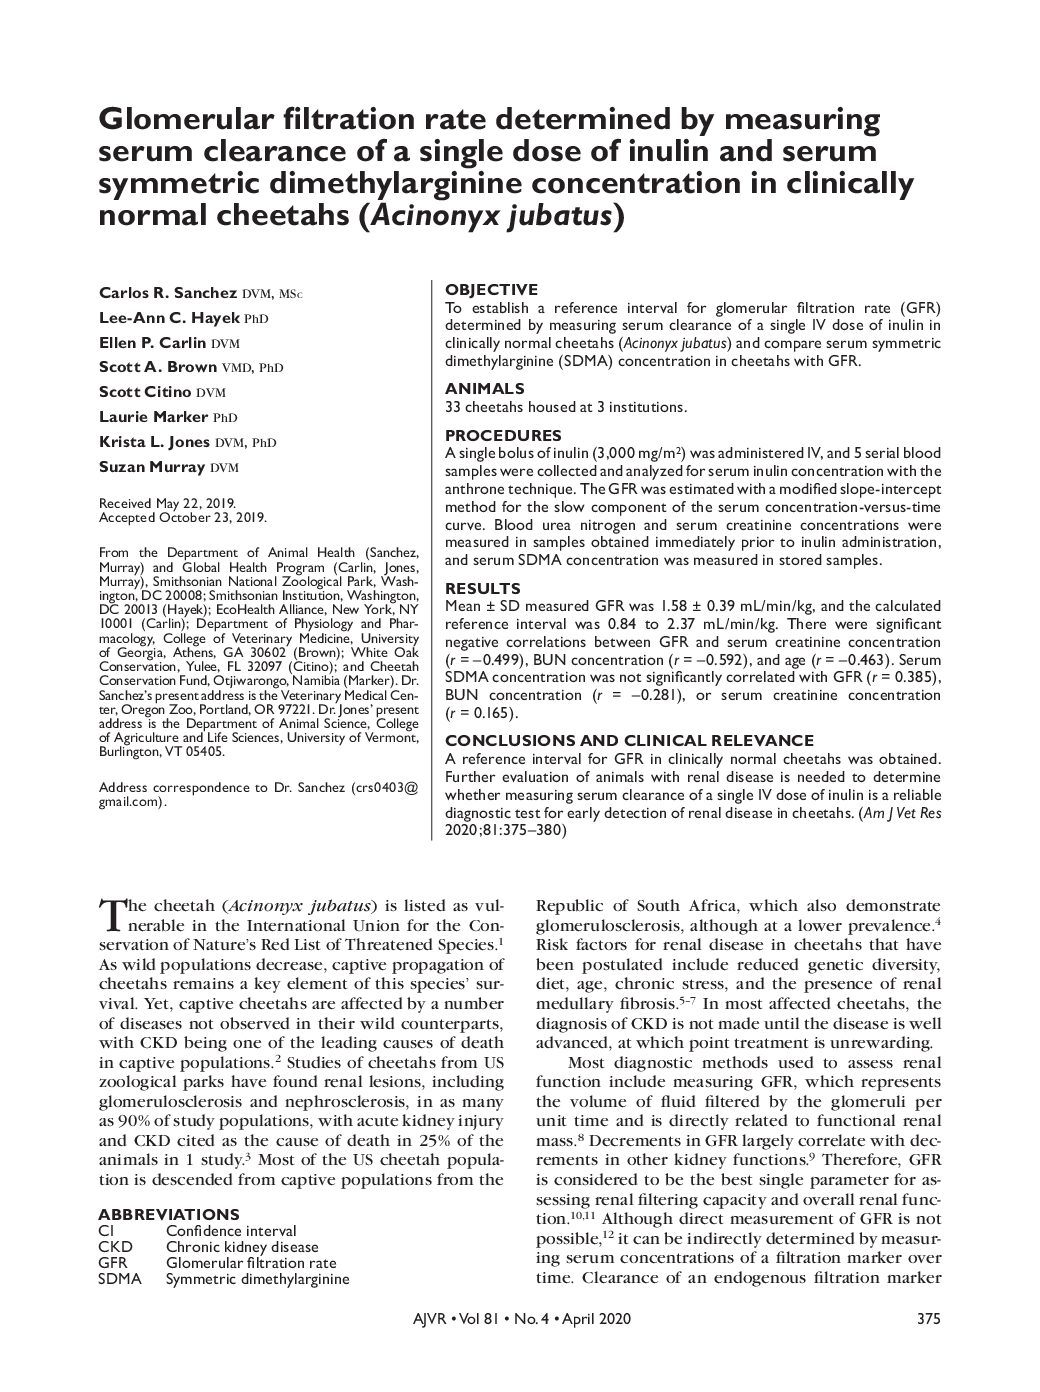 Glomerular filtration rate determined by measuring
serum clearance of a single dose of inulin and serum
symmetric dimethylarginine concentration in clinically
normal cheetahs (Acinonyx jubatus)
Carlos R. Sanchez DVM, MSc
Lee-Ann C. Hayek PhD
Ellen P. Carlin DVM
Scott A. Brown VMD, PhD
Scott Citino DVM
Laurie Marker PhD
Krista L. Jones DVM, PhD
Suzan Murray DVM
Received May 22, 2019.
Accepted October 23, 2019.
From the Department of Animal Health (Sanchez,
Murray) and Global Health Program (Carlin, Jones,
Murray), Smithsonian National Zoological Park, Wash-
ington, DC 20008; Smithsonian Institution, Washington,
DC 20013 (Hayek); EcoHealth Alliance, New York, NY
10001 (Carlin); Department of Physiology and Phar-
macology, College of Veterinary Medicine, University
of Georgia, Athens, GA 30602 (Brown); White Oak
Conservation, Yulee, FL 32097 (Citino); and Cheetah
Conservation Fund, Otjiwarongo, Namibia (Marker). Dr.
Sanchez's present address is the Veterinary Medical Cen-
ter, Oregon Zoo, Portland, OR 97221. Dr. Jones' present
address is the Department of Animal Science, College
of Agriculture and Life Sciences, University of Vermont,
Burlington, VT 05405.
Address correspondence to Dr. Sanchez (crs0403@
gmail.com).
OBJECTIVE
To establish a reference interval for glomerular filtration rate (GFR)
determined by measuring serum clearance of a single IV dose of inulin in
clinically normal cheetahs (Acinonyx jubatus) and compare serum symmetric
dimethylarginine (SDMA) concentration in cheetahs with GFR.
ANIMALS
33 cheetahs housed at 3 institutions.
PROCEDURES
A single bolus of inulin (3,000 mg/m²) was administered IV, and 5 serial blood
samples were collected and analyzed for serum inulin concentration with the
anthrone technique. The GFR was estimated with a modified slope-intercept
method for the slow component of the serum concentration-versus-time
curve. Blood urea nitrogen and serum creatinine concentrations were
measured in samples obtained immediately prior to inulin administration,
and serum SDMA concentration was measured in stored samples.
RESULTS
Mean ± SD measured GFR was 1.58 ± 0.39 mL/min/kg, and the calculated
reference interval was 0.84 to 2.37 mL/min/kg. There were significant
negative correlations between GFR and serum creatinine concentration
(r = –0.499), BUN concentration (r = –0.592), and age (r = –0.463). Serum
SDMA concentration was not significantly correlated with GFR (r = 0.385),
BUN concentration (r = –0.281), or serum creatinine concentration
(r = 0.165).
CONCLUSIONS AND CLINICAL RELEVANCE
A reference interval for GFR in clinically normal cheetahs was obtained.
Further evaluation of animals with renal disease is needed to determine
whether measuring serum clearance of a single IV dose of inulin is a reliable
diagnostic test for early detection of renal disease in cheetahs. (Am J Vet Res
2020;81:375–380)
The cheetah (Acinonyx jubatus) is listed as vul-
nerable in the International Union for the Con-
servation of Nature's Red List of Threatened Species.¹
As wild populations decrease, captive propagation of
cheetahs remains a key element of this species' sur-
vival. Yet, captive cheetahs are affected by a number
of diseases not observed in their wild counterparts,
with CKD being one of the leading causes of death
in captive populations.² Studies of cheetahs from US
zoological parks have found renal lesions, including
glomerulosclerosis and nephrosclerosis, in as many
as 90% of study populations, with acute kidney injury
and CKD cited as the cause of death in 25% of the
animals in 1 study.³ Most of the US cheetah popula-
tion is descended from captive populations from the
ABBREVIATIONS
CI Confidence interval
CKD Chronic kidney disease
GFR Glomerular filtration rate
SDMA Symmetric dimethylarginine
Republic of South Africa, which also demonstrate
glomerulosclerosis, although at a lower prevalence.⁴
Risk factors for renal disease in cheetahs that have
been postulated include reduced genetic diversity,
diet, age, chronic stress, and the presence of renal
medullary fibrosis.⁵⁻⁷ In most affected cheetahs, the
diagnosis of CKD is not made until the disease is well
advanced, at which point treatment is unrewarding.
Most diagnostic methods used to assess renal
function include measuring GFR, which represents
the volume of fluid filtered by the glomeruli per
unit time and is directly related to functional renal
mass.⁸ Decrements in GFR largely correlate with dec-
rements in other kidney functions.⁹ Therefore, GFR
is considered to be the best single parameter for as-
sessing renal filtering capacity and overall renal func-
tion.¹⁰,¹¹ Although direct measurement of GFR is not
possible,¹² it can be indirectly determined by measur-
ing serum concentrations of a filtration marker over
time. Clearance of an endogenous filtration marker
AJVR • Vol 81 • No. 4 • April 2020
375